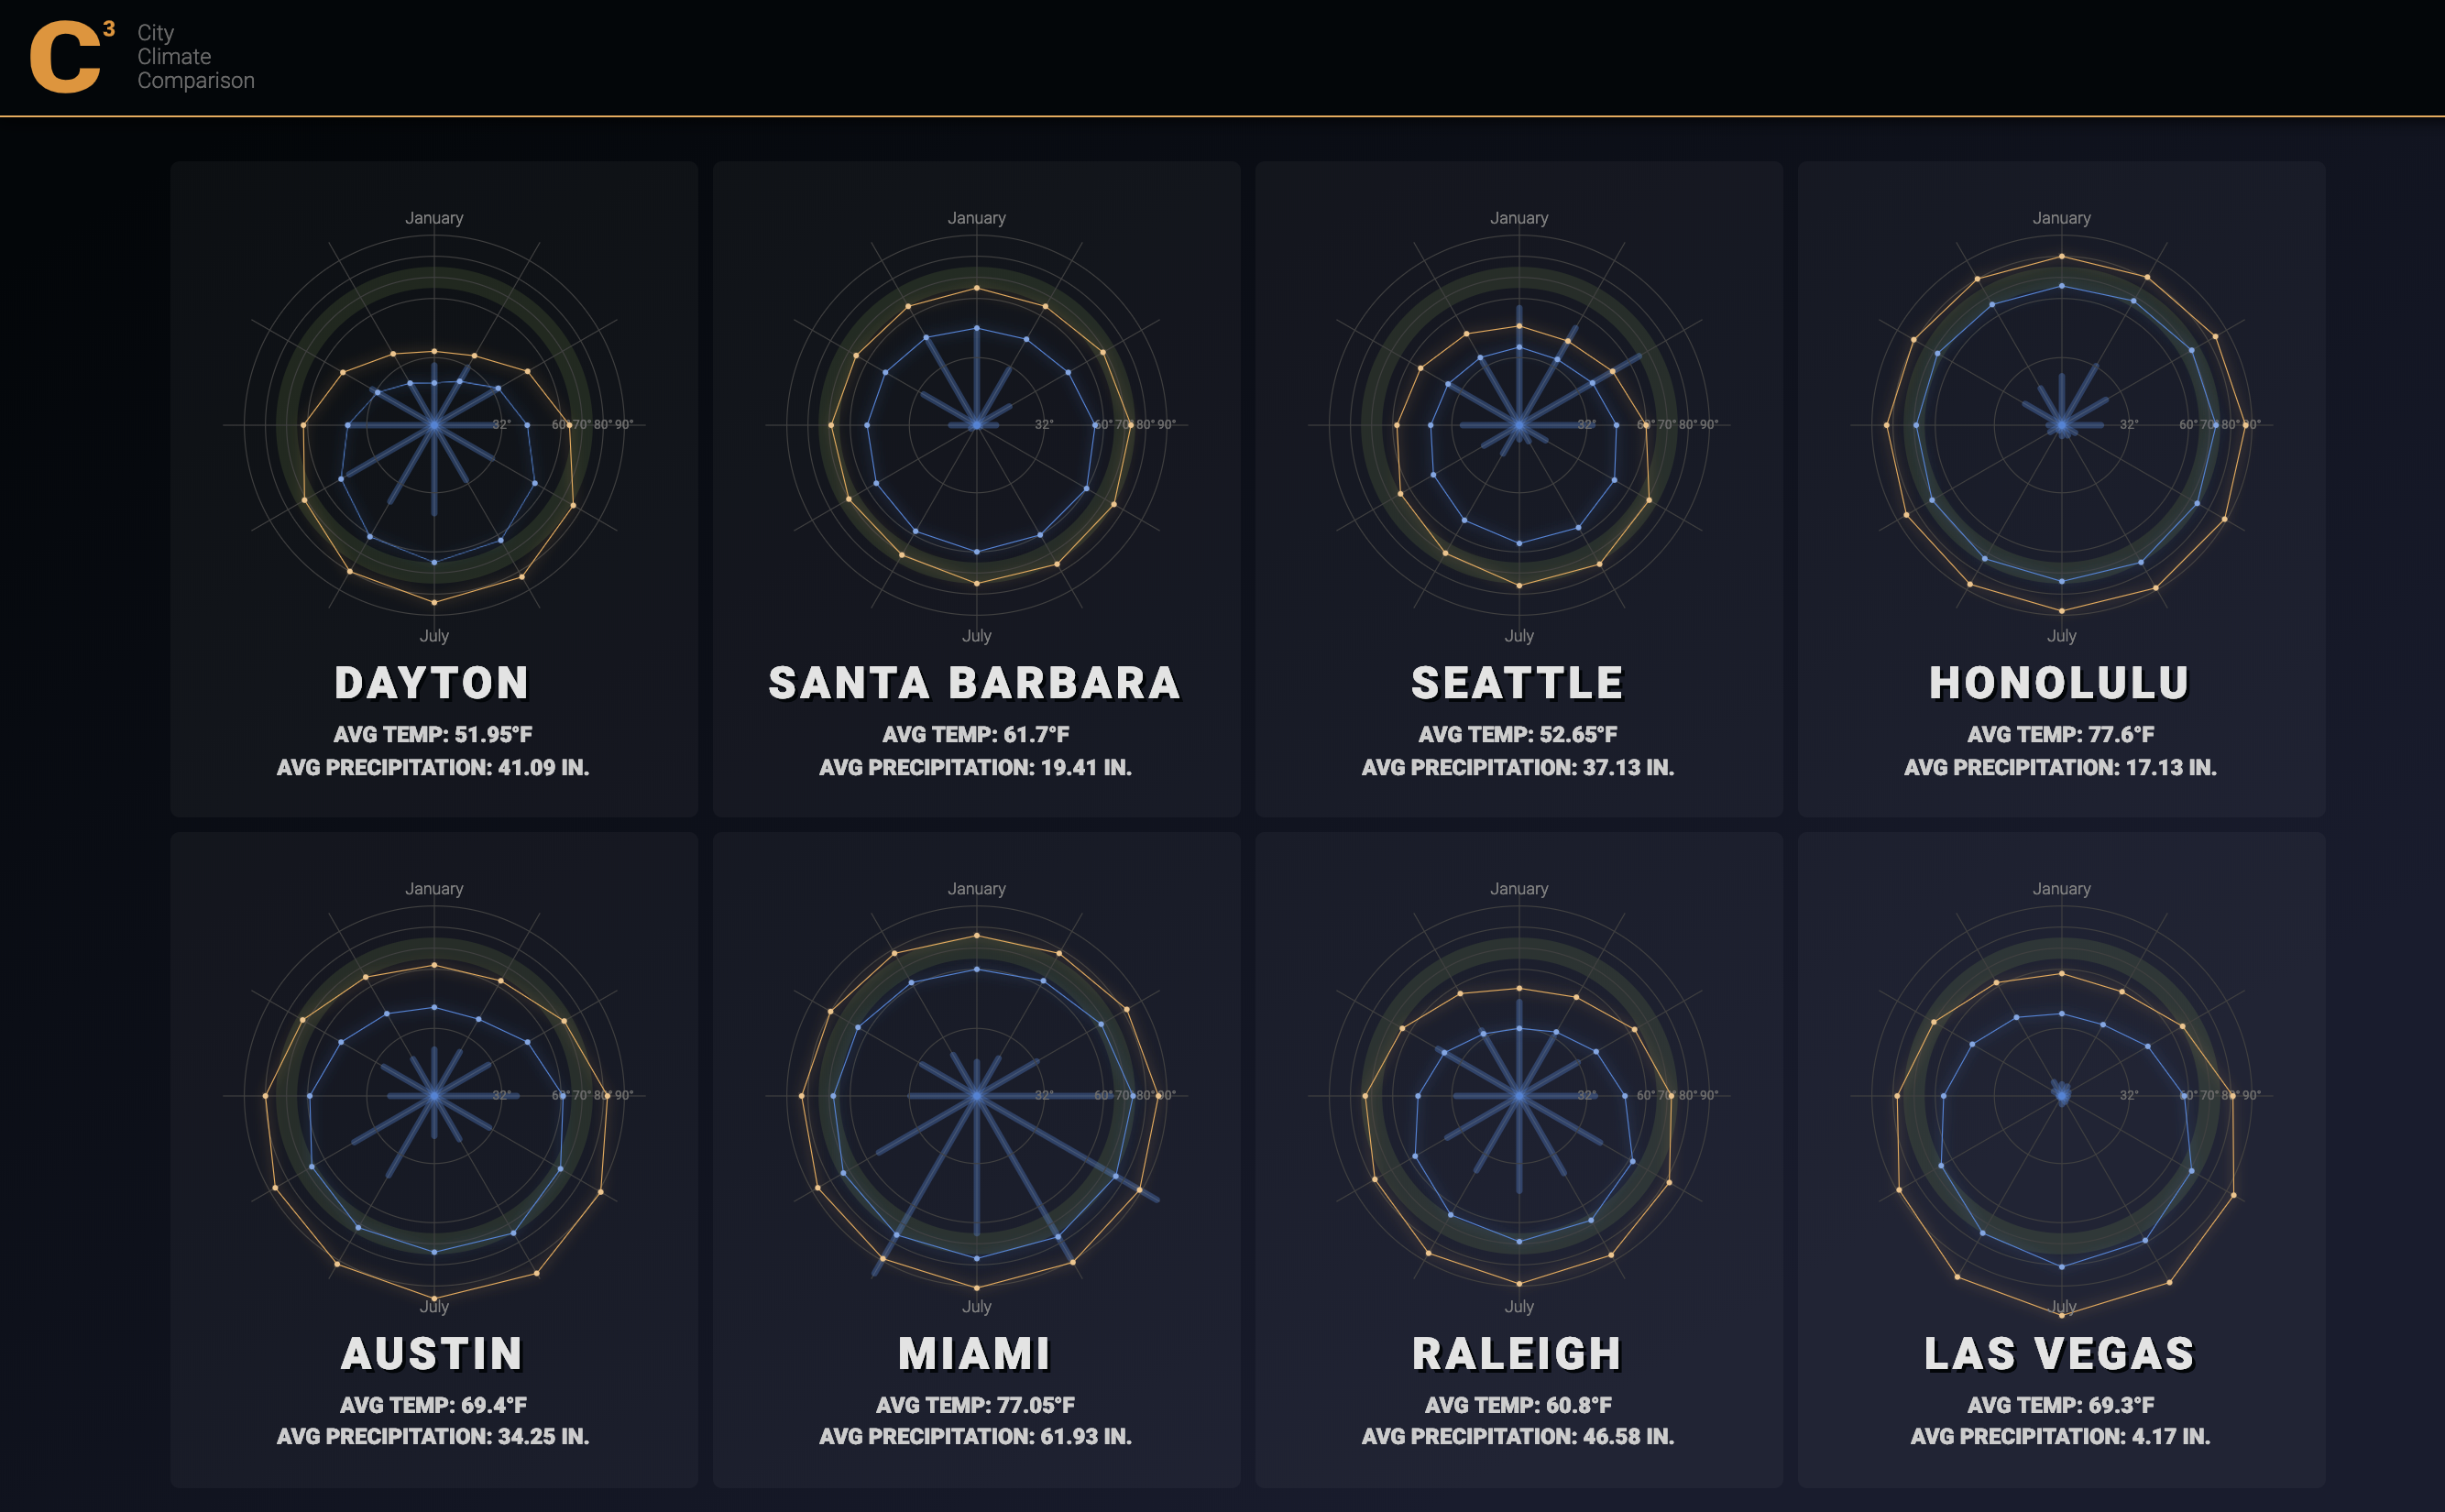 C³
City
Climate
Comparison
January
32° 60° 70° 80° 90°
July
DAYTON
AVG TEMP: 51.95°F
AVG PRECIPITATION: 41.09 IN.
January
32° 60° 70° 80° 90°
July
SANTA BARBARA
AVG TEMP: 61.7°F
AVG PRECIPITATION: 19.41 IN.
January
32° 60° 70° 80° 90°
July
SEATTLE
AVG TEMP: 52.65°F
AVG PRECIPITATION: 37.13 IN.
January
32° 60° 70° 80° 90°
July
HONOLULU
AVG TEMP: 77.6°F
AVG PRECIPITATION: 17.13 IN.
January
32° 60° 70° 80° 90°
July
AUSTIN
AVG TEMP: 69.4°F
AVG PRECIPITATION: 34.25 IN.
January
32° 60° 70° 80° 90°
July
MIAMI
AVG TEMP: 77.05°F
AVG PRECIPITATION: 61.93 IN.
January
32° 60° 70° 80° 90°
July
RALEIGH
AVG TEMP: 60.8°F
AVG PRECIPITATION: 46.58 IN.
January
32° 60° 70° 80° 90°
July
LAS VEGAS
AVG TEMP: 69.3°F
AVG PRECIPITATION: 4.17 IN.